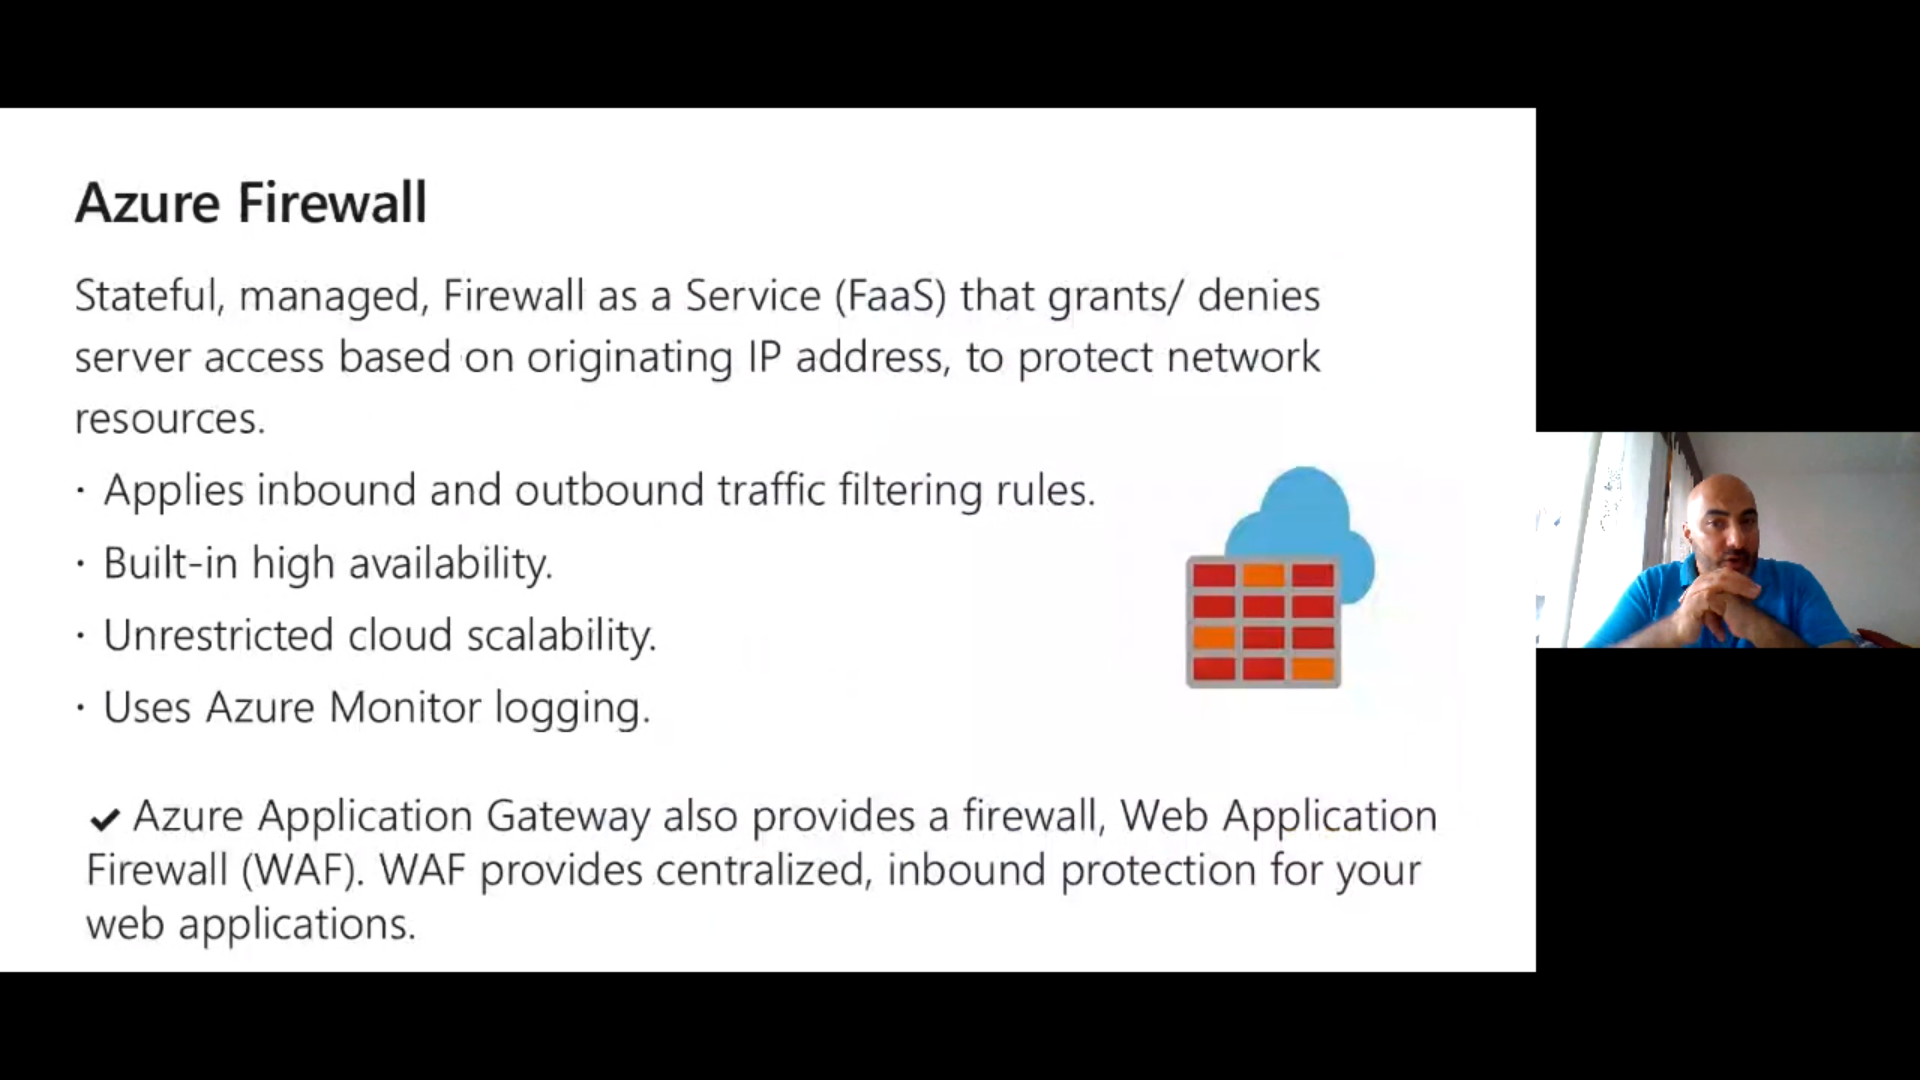 Azure Firewall
Stateful, managed, Firewall as a Service (FaaS) that grants/ denies
server access based on originating IP address, to protect network
resources.
· Applies inbound and outbound traffic filtering rules.
· Built-in high availability.
· Unrestricted cloud scalability.
· Uses Azure Monitor logging.
✔ Azure Application Gateway also provides a firewall, Web Application
Firewall (WAF). WAF provides centralized, inbound protection for your
web applications.